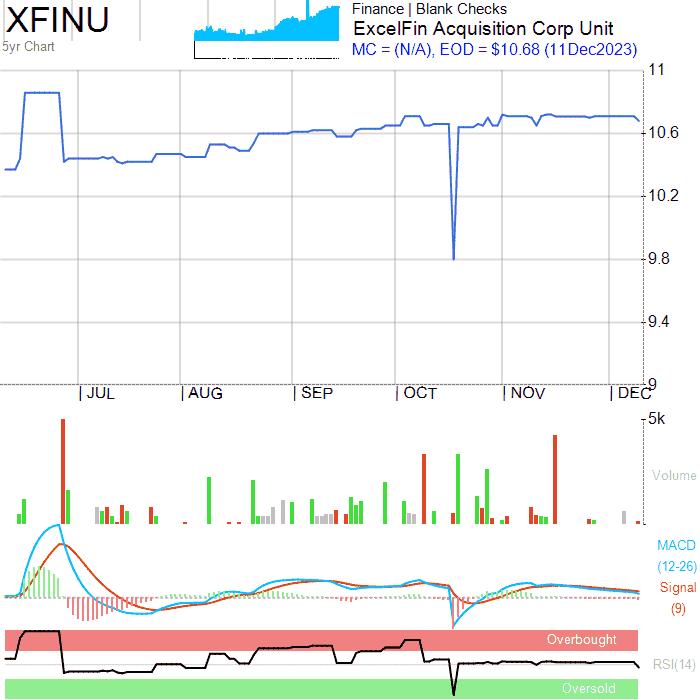 XFINU
5yr Chart
Finance | Blank Checks
ExcelFin Acquisition Corp Unit
MC = (N/A), EOD = $10.68 (11Dec2023)
11
10.6
10.2
9.8
9.4
9
| JUL | AUG | SEP | OCT | NOV | DEC
5k
Volume
MACD
(12-26)
Signal
(9)
Overbought
RSI(14)
Oversold